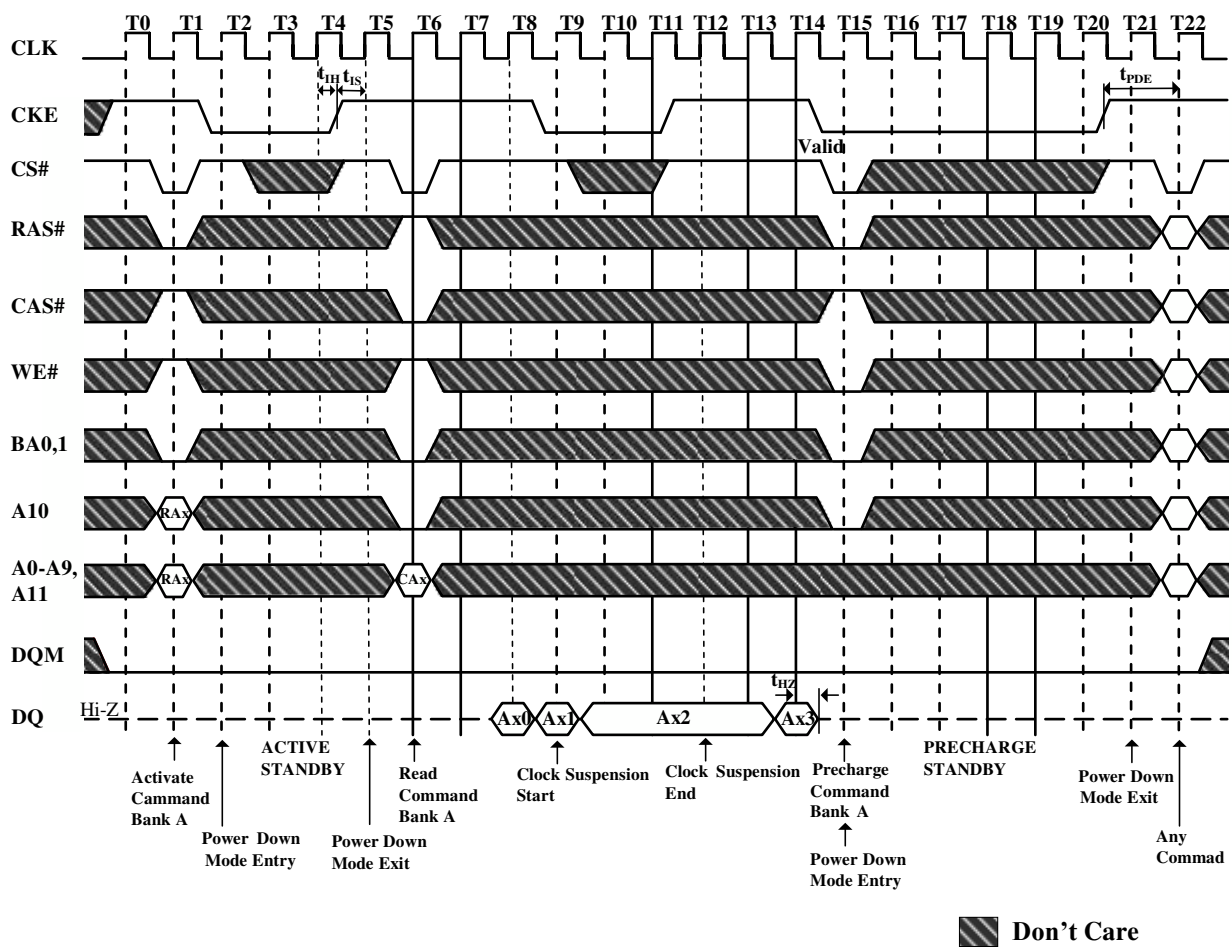 T0 T1 T2 T3 T4 T5 T6 T7 T8 T9 T10 T11 T12 T13 T14 T15 T16 T17 T18 T19 T20 T21 T22
CLK
tIH tIS
tPDE
CKE
Valid
CS#
RAS#
CAS#
WE#
BA0,1
A10
RAx
A0-A9,
A11
RAx
CAx
DQM
tHZ
DQ
Hi-Z
Ax0
Ax1
Ax2
Ax3
Activate
Cammand
Bank A
Power Down
Mode Entry
ACTIVE
STANDBY
Power Down
Mode Exit
Read
Command
Bank A
Clock Suspension
Start
Clock Suspension
End
Precharge
Command
Bank A
Power Down
Mode Entry
PRECHARGE
STANDBY
Power Down
Mode Exit
Any
Commad
Don't Care